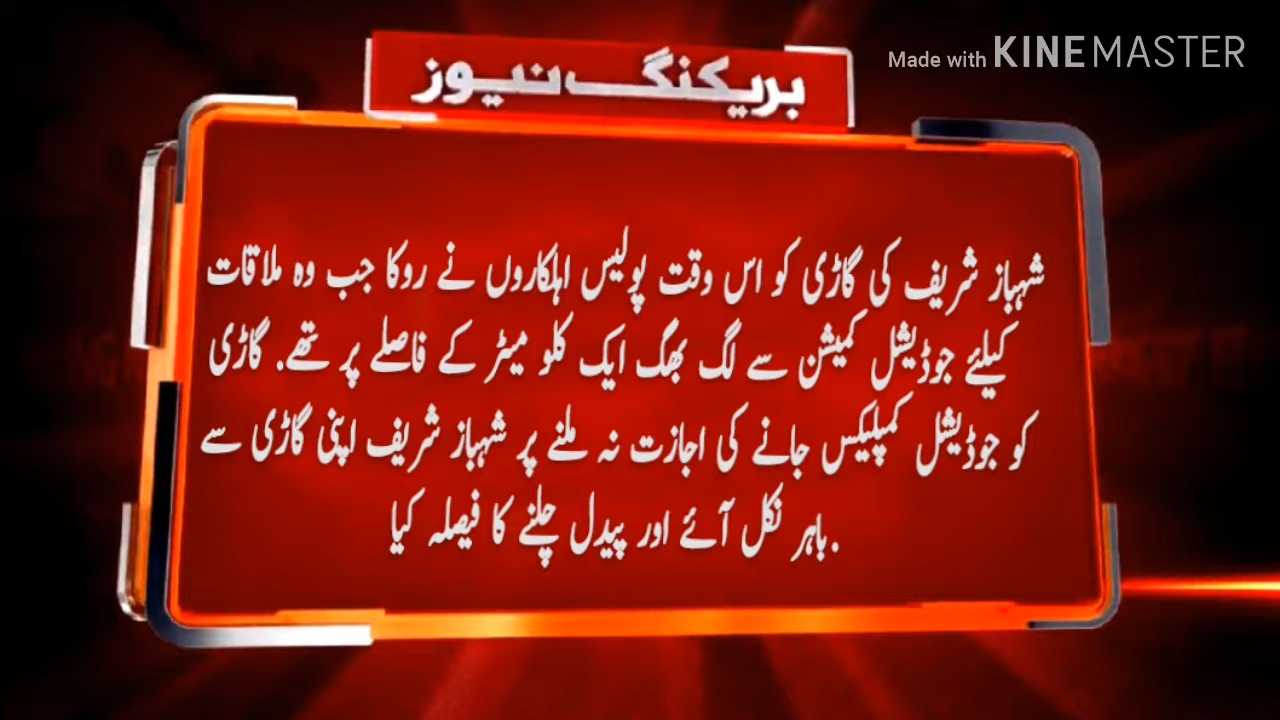 Made with KINEMASTER
بریکنگ نیوز
شہباز شریف کی گاڑی کو اس وقت پولیس اہلکاروں نے روکا جب وہ ملاقات
کیلئے جوڈیشل کمیشن سے لگ بھگ ایک کلو میٹر کے فاصلے پر تھے. گاڑی
کو جوڈیشل کمپلیکس جانے کی اجازت نہ ملنے پر شہباز شریف اپنی گاڑی سے
.باہر نکل آئے اور پیدل چلنے کا فیصلہ کیا